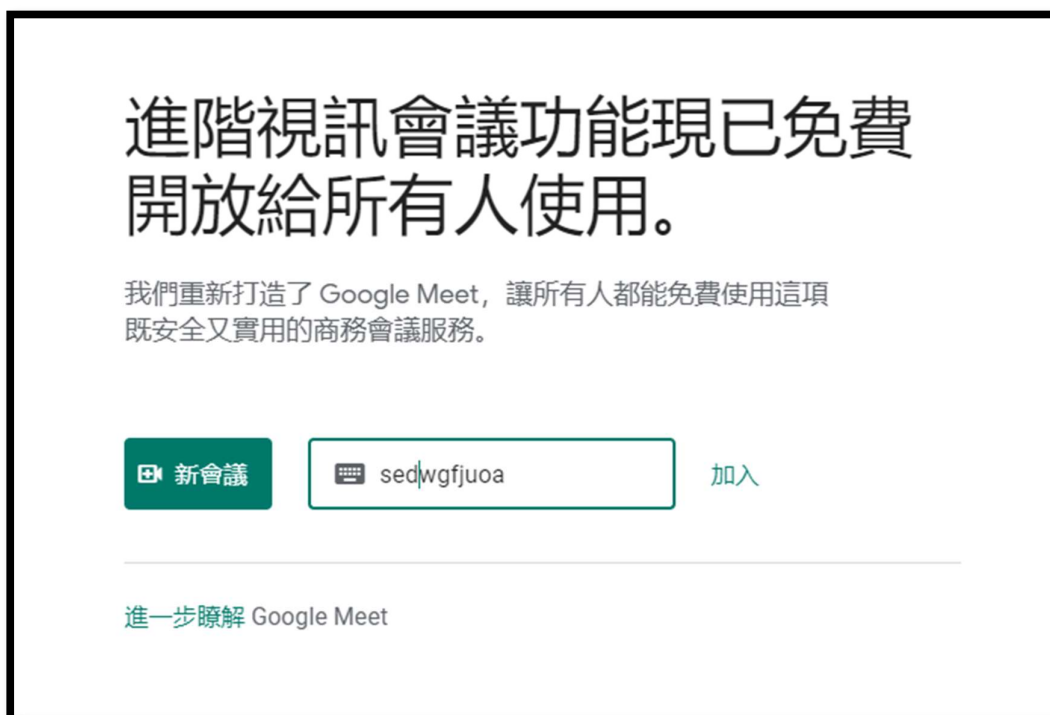 進階視訊會議功能現已免費
開放給所有人使用。
我們重新打造了 Google Meet，讓所有人都能免費使用這項
既安全又實用的商務會議服務。
新會議
sedwgfjuoa
加入
進一步瞭解 Google Meet